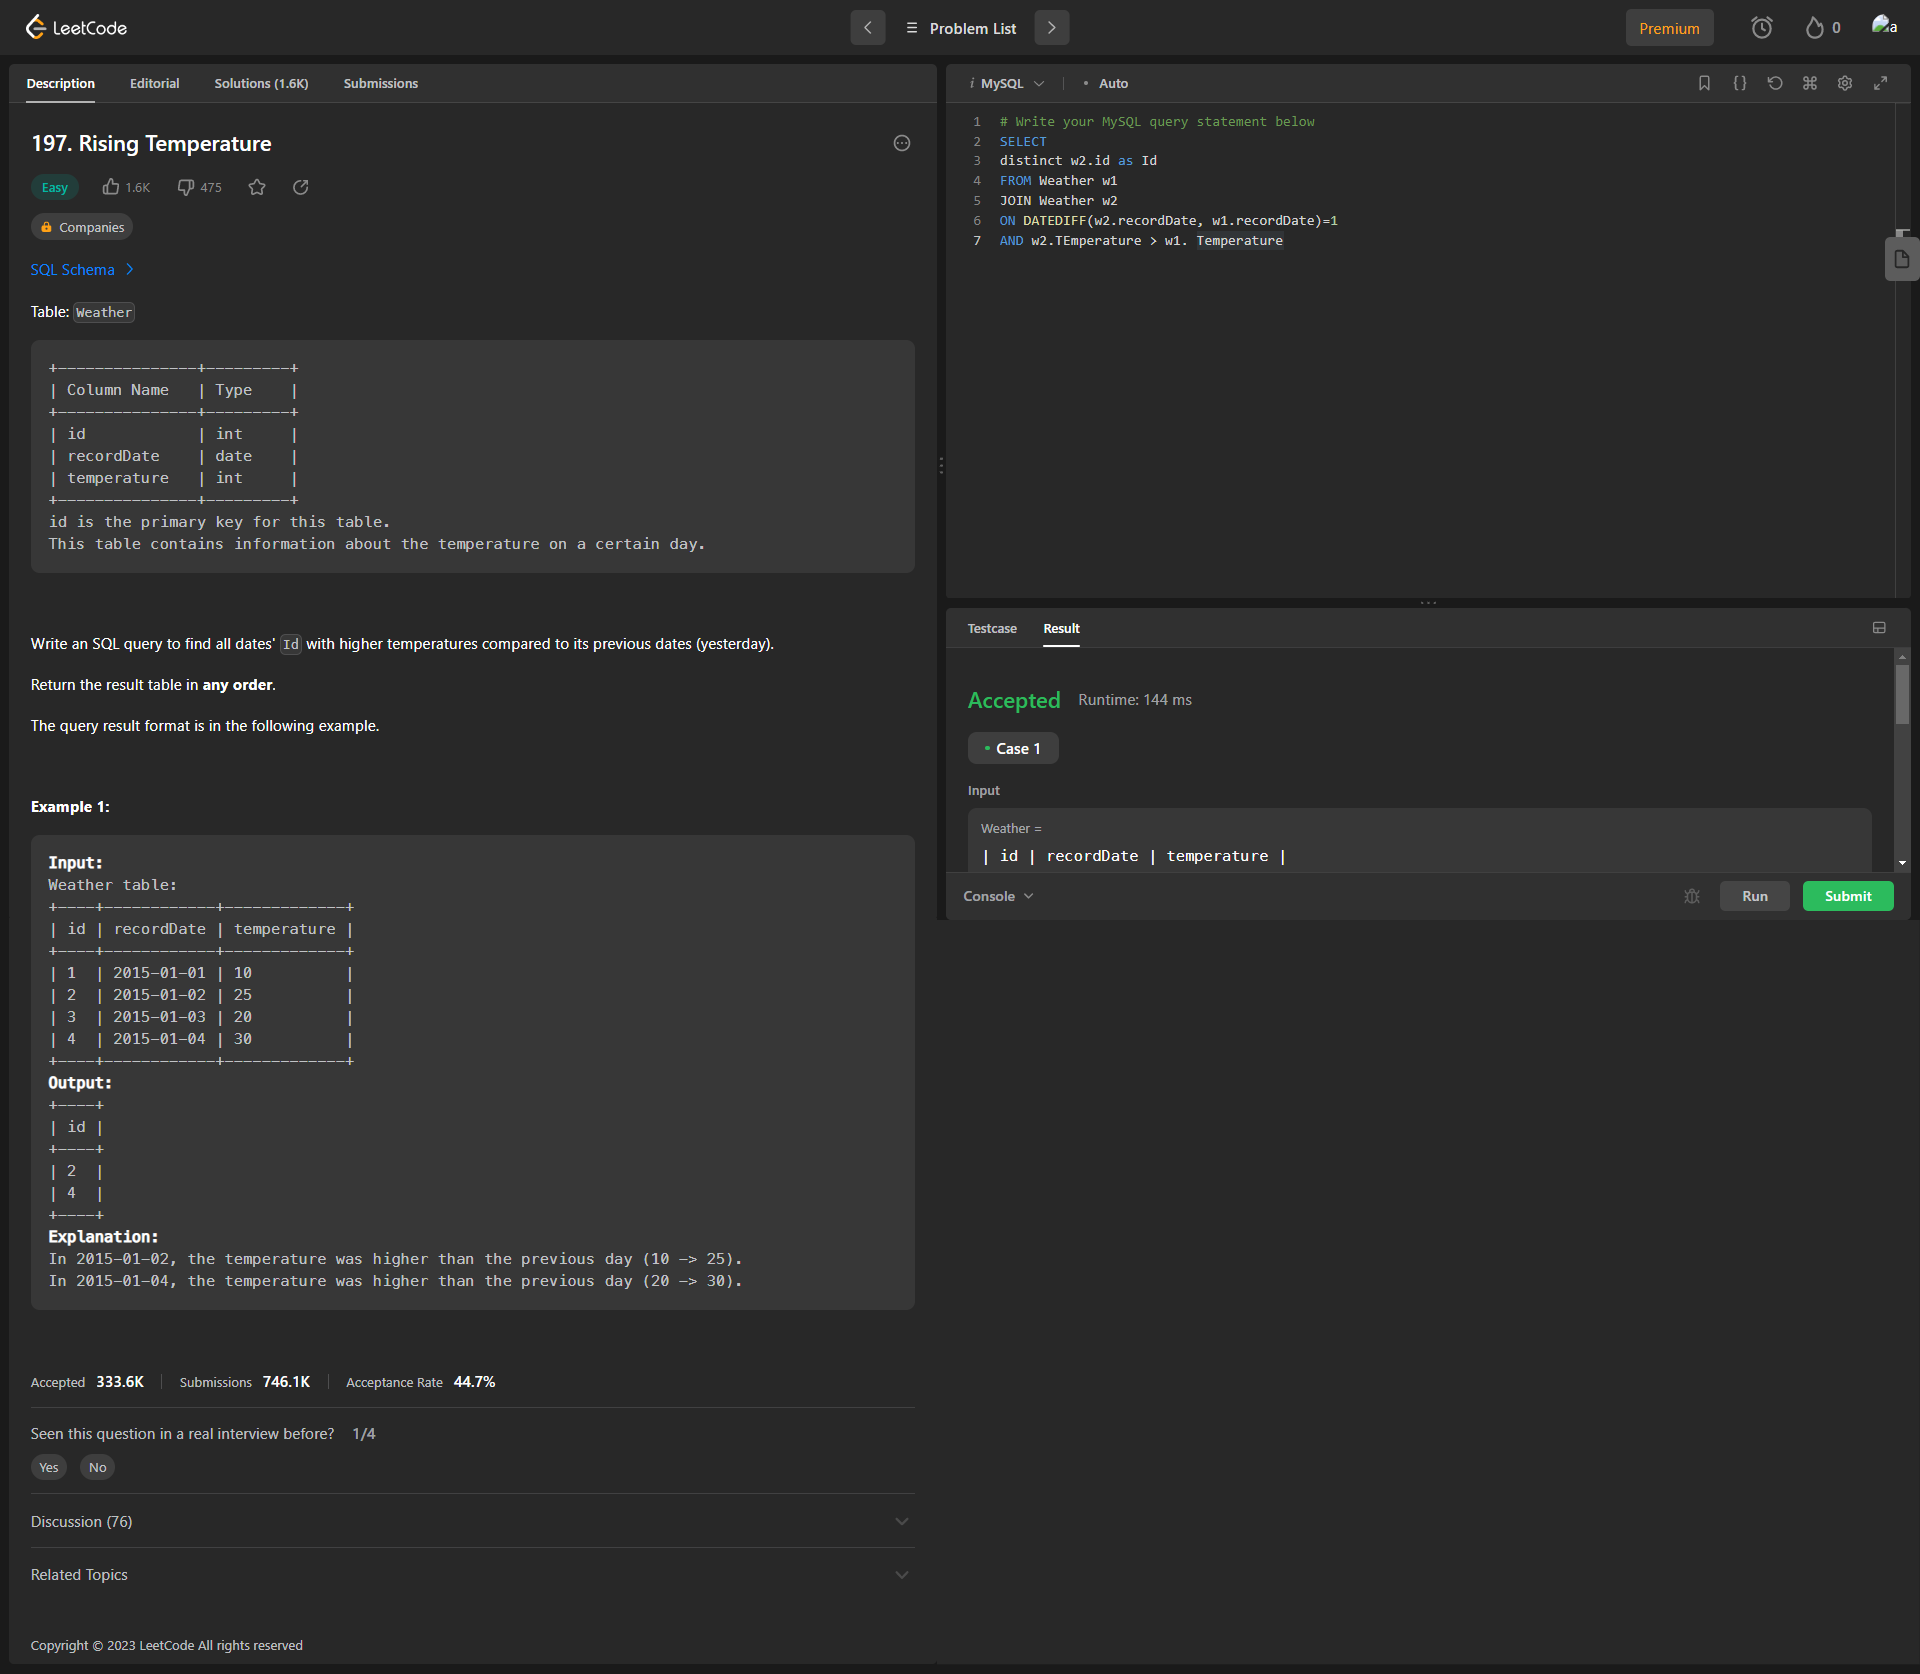 LeetCode
Problem List
Premium
0
a
Description Editorial Solutions (1.6K) Submissions
197. Rising Temperature
Easy 1.6K 475
Companies
SQL Schema
Table: Weather
+---------------+---------+
| Column Name   | Type    |
+---------------+---------+
| id            | int     |
| recordDate    | date    |
| temperature   | int     |
+---------------+---------+
id is the primary key for this table.
This table contains information about the temperature on a certain day.
Write an SQL query to find all dates' Id with higher temperatures compared to its previous dates (yesterday).
Return the result table in any order.
The query result format is in the following example.
Example 1:
Input:
Weather table:
+----+------------+-------------+
| id | recordDate | temperature |
+----+------------+-------------+
| 1  | 2015-01-01 | 10          |
| 2  | 2015-01-02 | 25          |
| 3  | 2015-01-03 | 20          |
| 4  | 2015-01-04 | 30          |
+----+------------+-------------+
Output:
+----+
| id |
+----+
| 2  |
| 4  |
+----+
Explanation:
In 2015-01-02, the temperature was higher than the previous day (10 -> 25).
In 2015-01-04, the temperature was higher than the previous day (20 -> 30).
Accepted 333.6K Submissions 746.1K Acceptance Rate 44.7%
Seen this question in a real interview before? 1/4
Yes No
Discussion (76)
Related Topics
Copyright © 2023 LeetCode All rights reserved
i MySQL • Auto
1 # Write your MySQL query statement below
2 SELECT
3 distinct w2.id as Id
4 FROM Weather w1
5 JOIN Weather w2
6 ON DATEDIFF(w2.recordDate, w1.recordDate)=1
7 AND w2.TEmperature > w1. Temperature
Testcase Result
Accepted Runtime: 144 ms
• Case 1
Input
Weather =
| id | recordDate | temperature |
Console Run Submit